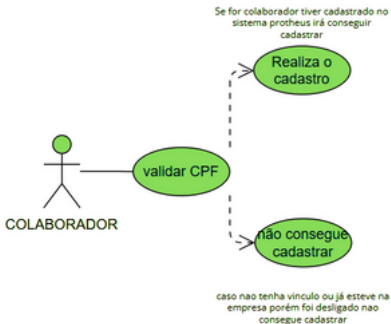 Se for colaborador tiver cadastrado no
sistema protheus irá conseguir
cadastrar
Realiza o
cadastro
validar CPF
COLABORADOR
não consegue
cadastrar
caso nao tenha vinculo ou já esteve na
empresa porém foi desligado nao
consegue cadastrar